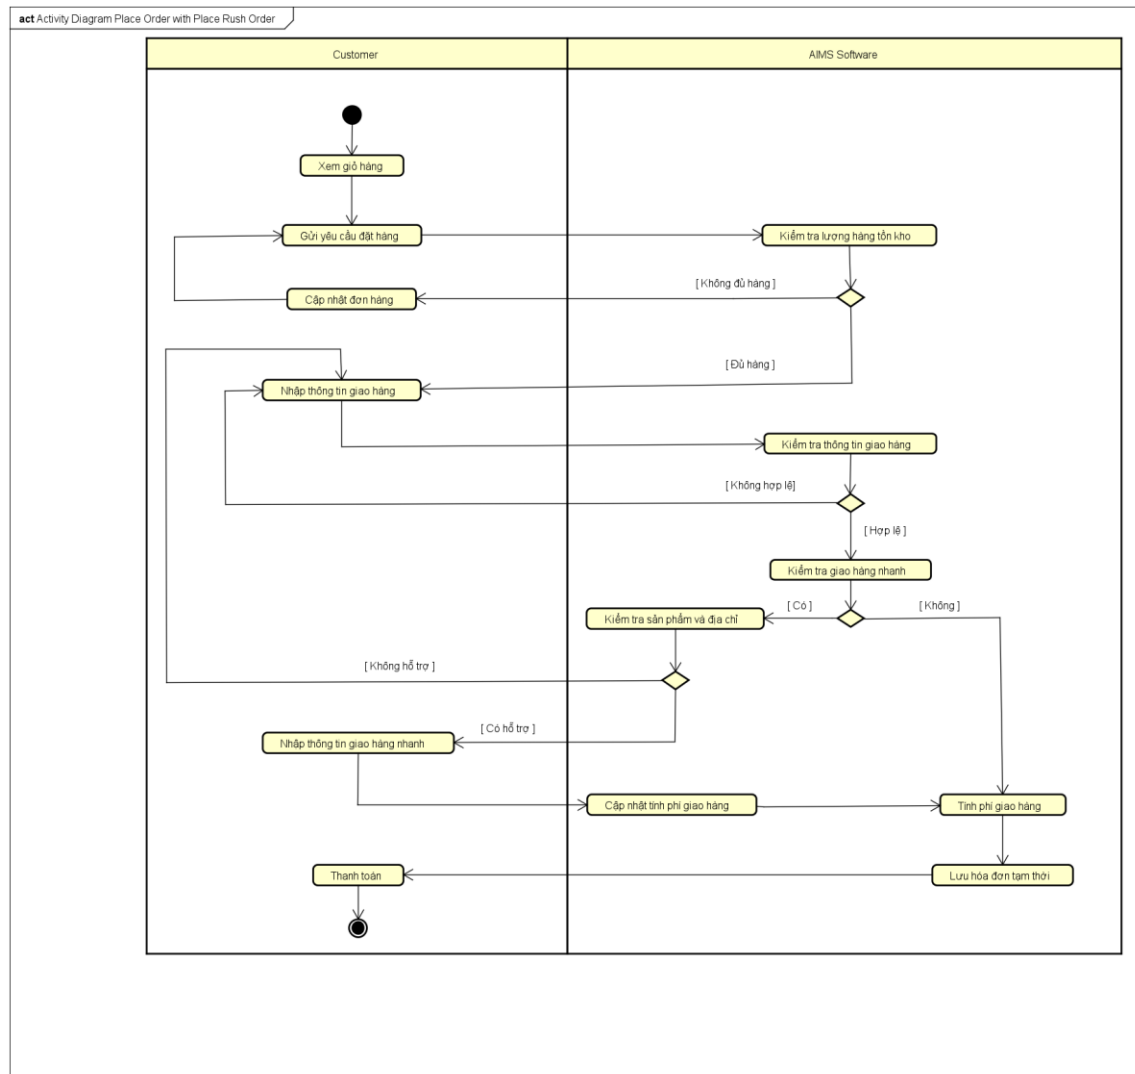 act Activity Diagram Place Order with Place Rush Order
Customer
AIMS Software
Xem giỏ hàng
Gửi yêu cầu đặt hàng
Kiểm tra lượng hàng tồn kho
[ Không đủ hàng ]
Cập nhật đơn hàng
[ Đủ hàng ]
Nhập thông tin giao hàng
Kiểm tra thông tin giao hàng
[ Không hợp lệ]
[ Hợp lệ ]
Kiểm tra giao hàng nhanh
[ Có ]
[ Không ]
Kiểm tra sản phẩm và địa chỉ
[ Không hỗ trợ ]
[ Có hỗ trợ ]
Nhập thông tin giao hàng nhanh
Cập nhật tính phí giao hàng
Tính phí giao hàng
Thanh toán
Lưu hóa đơn tạm thời